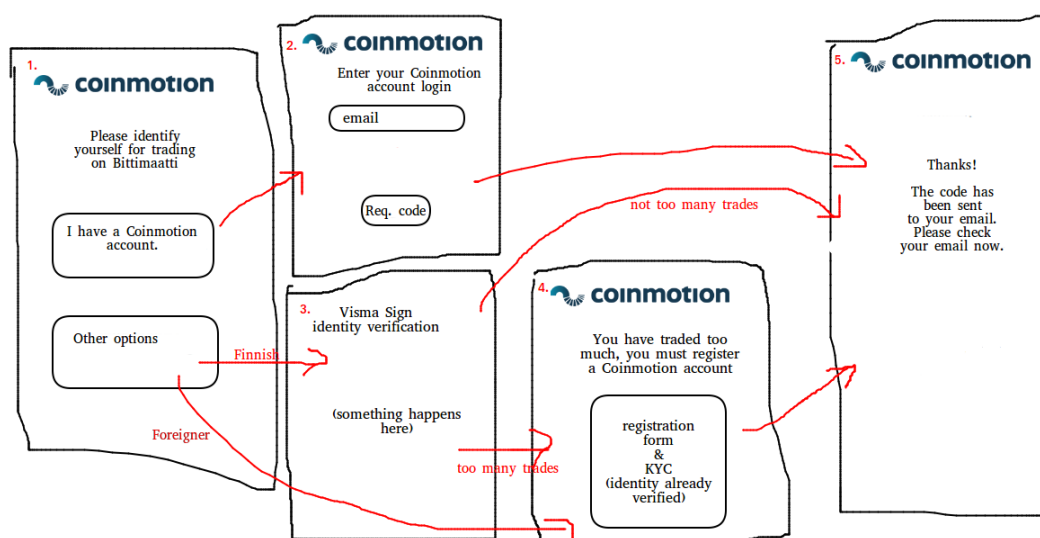 1.
coinmotion
Please identify
yourself for trading
on Bittimaatti
I have a Coinmotion
account.
Other options
Finnish
Foreigner
2.
coinmotion
Enter your Coinmotion
account login
email
Req. code
3.
Visma Sign
identity verification
(something happens
here)
too many trades
not too many trades
4.
coinmotion
You have traded too
much, you must register
a Coinmotion account
registration
form
&
KYC
(identity already
verified)
5.
coinmotion
Thanks!
The code has
been sent
to your email.
Please check
your email now.